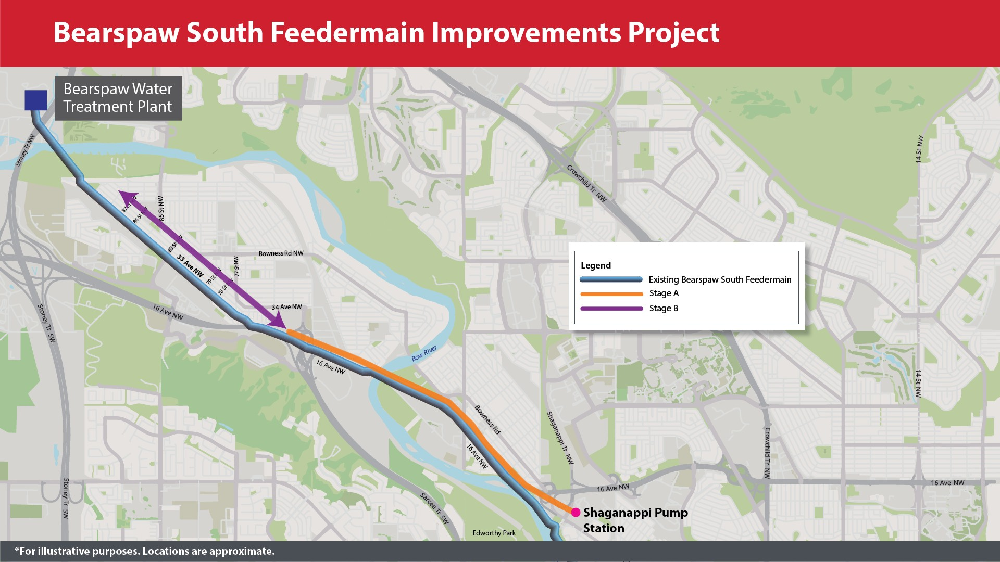 Bearspaw South Feedermain Improvements Project
Bearspaw Water
Treatment Plant
Stoney Tr NW
87 St NW
86 St NW
85 St NW
83 St NW
33 Ave NW
79 St NW
78 St NW
77 St NW
Bowness Rd NW
34 Ave NW
16 Ave NW
Stoney Tr SW
16 Ave NW
Bow River
Crowchild Tr NW
14 St NW
Legend
Existing Bearspaw South Feedermain
Stage A
Stage B
14 St NW
Bowness Rd
Shaganappi Tr NW
16 Ave NW
Crowchild Tr NW
16 Ave NW
16 Ave NW
Stoney Tr SW
Sarcee Tr SW
Shaganappi Pump
Station
Edworthy Park
*For illustrative purposes. Locations are approximate.